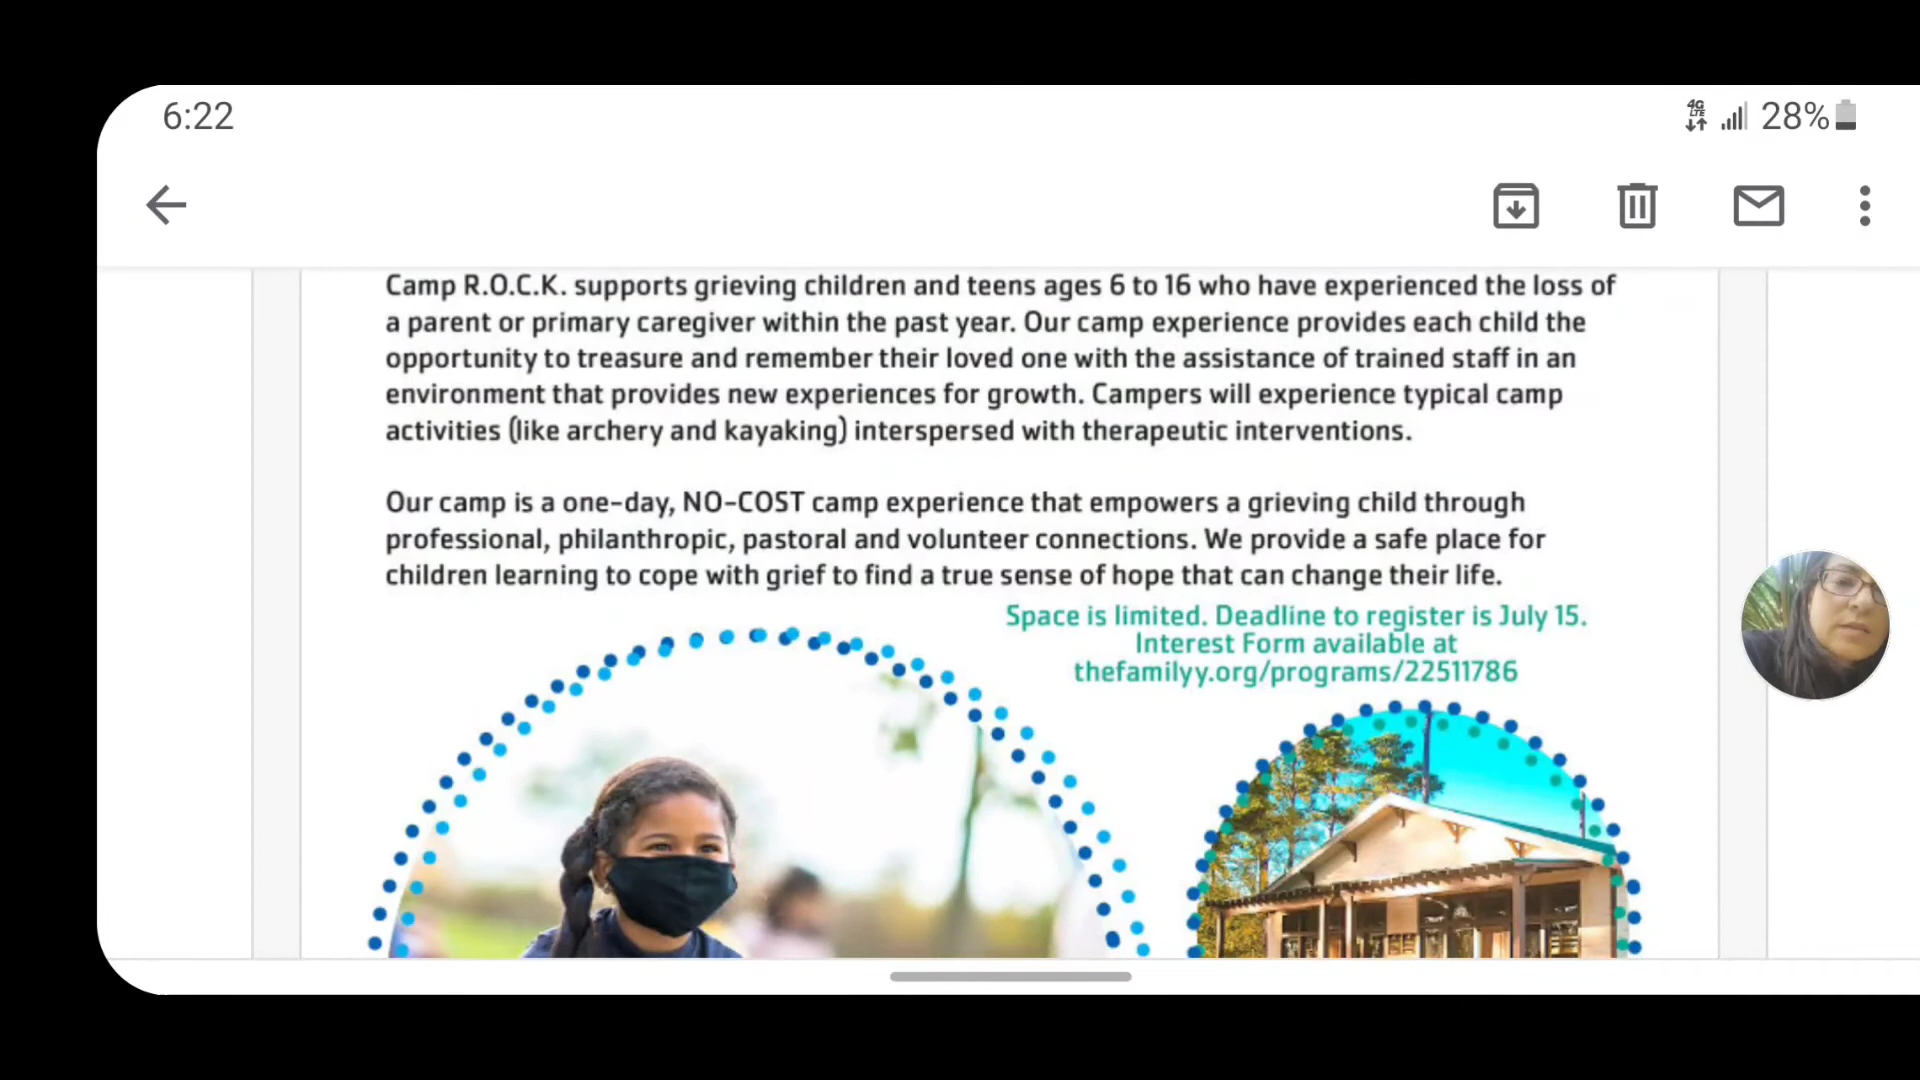 6:22
4G LTE 28%
Camp R.O.C.K. supports grieving children and teens ages 6 to 16 who have experienced the loss of
a parent or primary caregiver within the past year. Our camp experience provides each child the
opportunity to treasure and remember their loved one with the assistance of trained staff in an
environment that provides new experiences for growth. Campers will experience typical camp
activities (like archery and kayaking) interspersed with therapeutic interventions.
Our camp is a one-day, NO-COST camp experience that empowers a grieving child through
professional, philanthropic, pastoral and volunteer connections. We provide a safe place for
children learning to cope with grief to find a true sense of hope that can change their life.
Space is limited. Deadline to register is July 15.
Interest Form available at
thefamilyy.org/programs/22511786